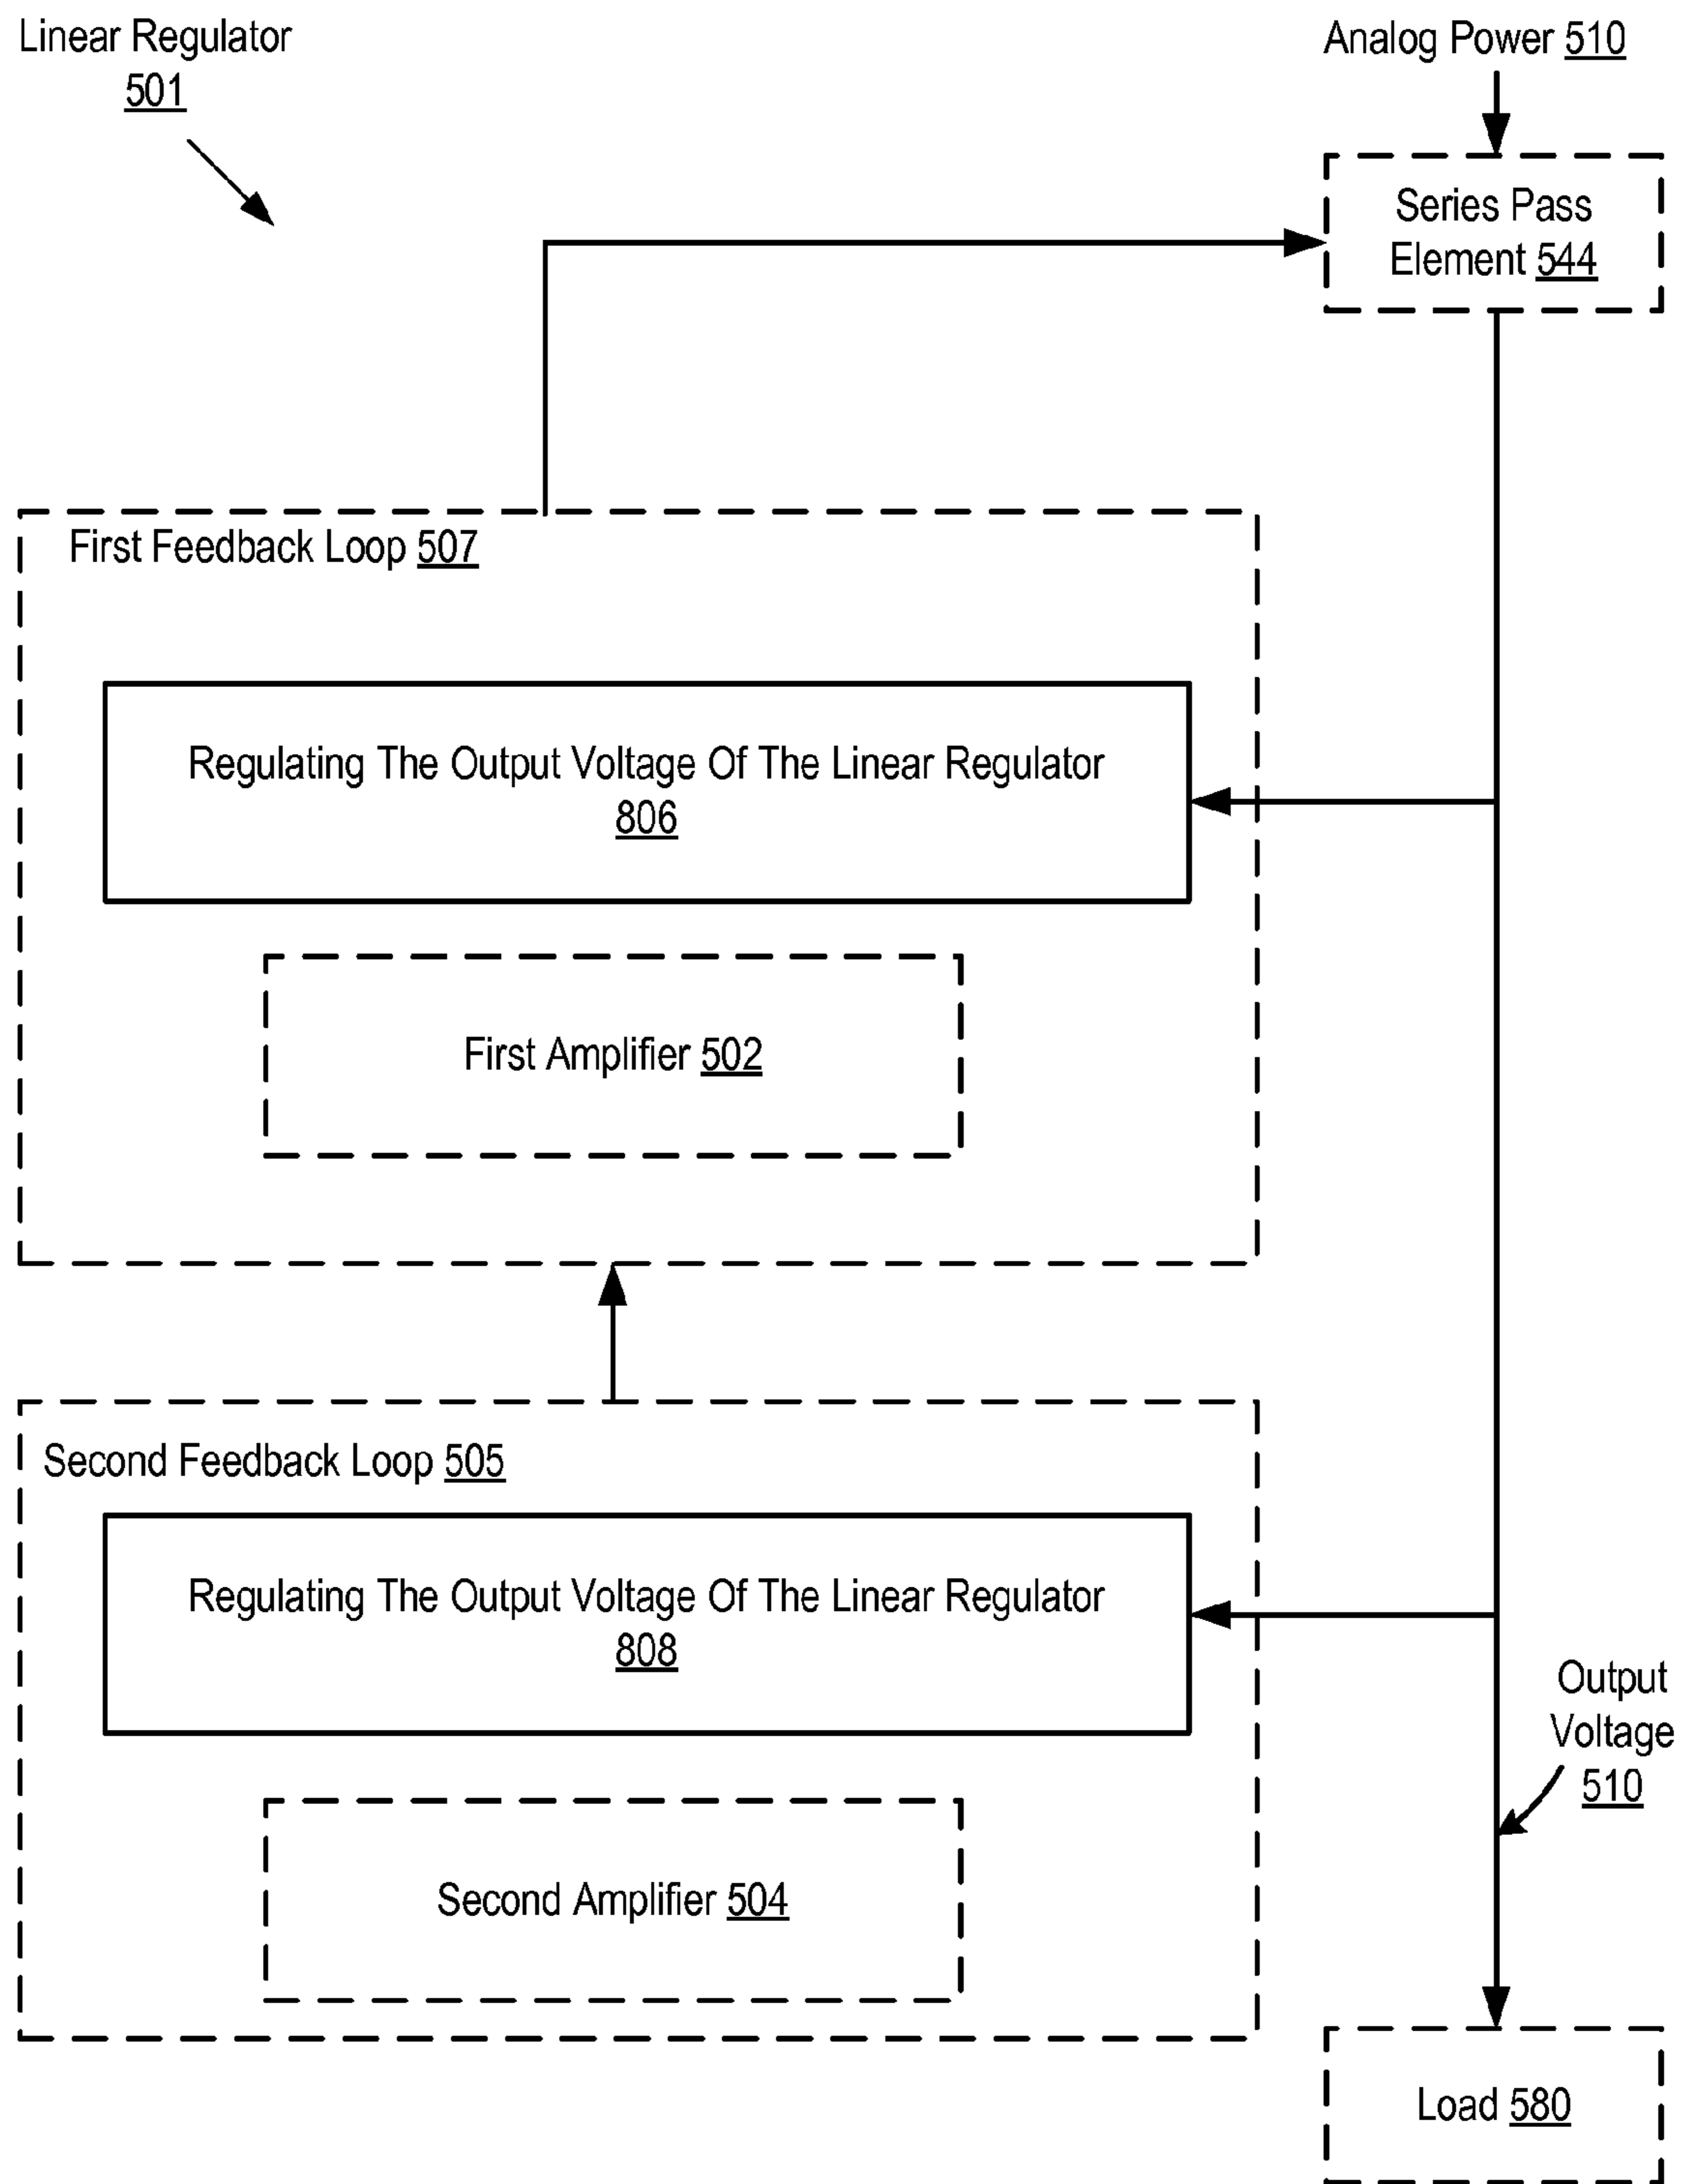 Linear Regulator
501
Analog Power 510
Series Pass
Element 544
First Feedback Loop 507
Regulating The Output Voltage Of The Linear Regulator
806
First Amplifier 502
Second Feedback Loop 505
Regulating The Output Voltage Of The Linear Regulator
808
Output
Voltage
510
Second Amplifier 504
Load 580